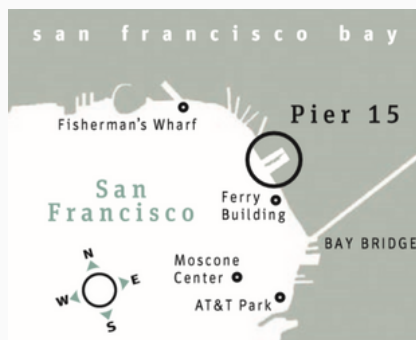 san francisco bay
Pier 15
Fisherman's Wharf
San
Francisco
Ferry
Building
BAY BRIDGE
Moscone
Center
AT&T Park
N
E
W
S